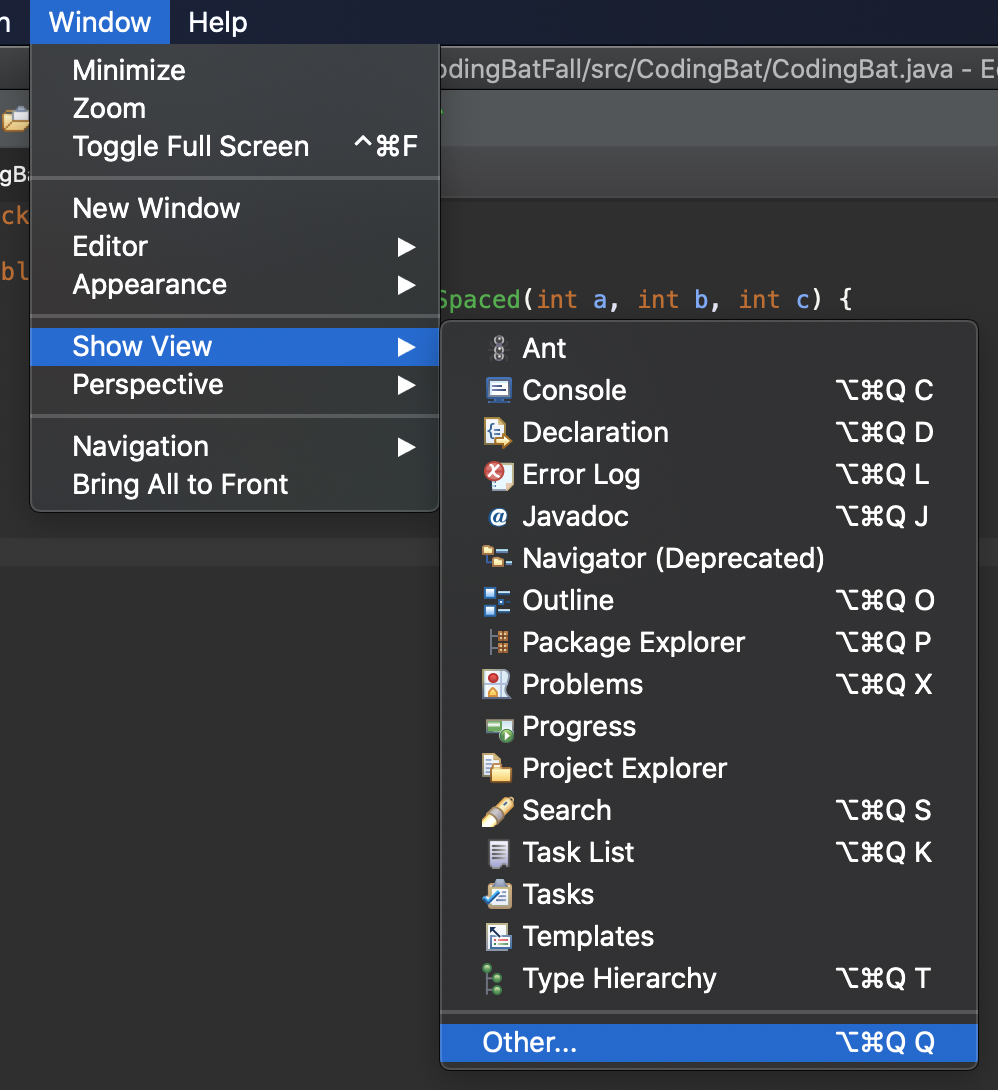 Window Help
odingBatFall/src/CodingBat/CodingBat.java - E
Minimize
Zoom
Toggle Full Screen ^⌘F
gB
ck
New Window
Editor ▶
bl
Appearance ▶
Spaced(int a, int b, int c) {
Show View ▶
Perspective ▶
Navigation ▶
Bring All to Front
Ant
Console ⌥⌘Q C
Declaration ⌥⌘Q D
Error Log ⌥⌘Q L
Javadoc ⌥⌘Q J
Navigator (Deprecated)
Outline ⌥⌘Q O
Package Explorer ⌥⌘Q P
Problems ⌥⌘Q X
Progress
Project Explorer
Search ⌥⌘Q S
Task List ⌥⌘Q K
Tasks
Templates
Type Hierarchy ⌥⌘Q T
Other... ⌥⌘Q Q